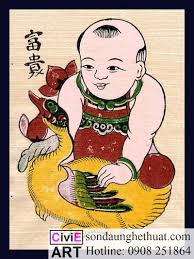 富貴
CiviE ART
sondaunghethuat.com
Hotline: 0908 251864